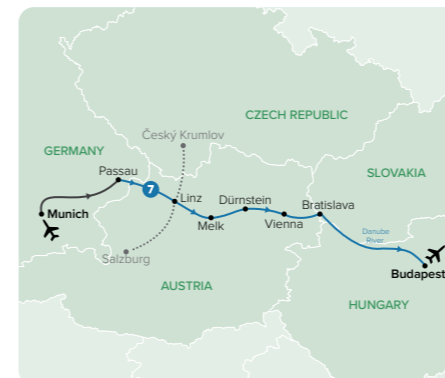 CZECH REPUBLIC
Český Krumlov
GERMANY
Passau
SLOVAKIA
7
Linz
Dürnstein
Bratislava
Munich
Melk
Vienna
Danube
River
Salzburg
Budapest
AUSTRIA
HUNGARY